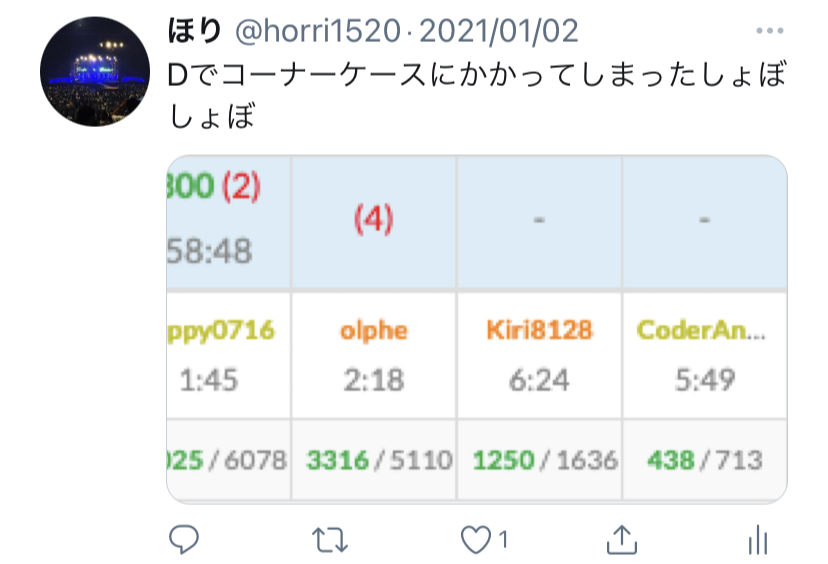 ほり @horri1520·2021/01/02
Dでコーナーケースにかかってしまったしょぼ
しょぼ
300 (2) (4) - -
58:48
ppy0716 olphe Kiri8128 CoderAn...
1:45 2:18 6:24 5:49
025 / 6078 3316 / 5110 1250 / 1636 438 / 713
1